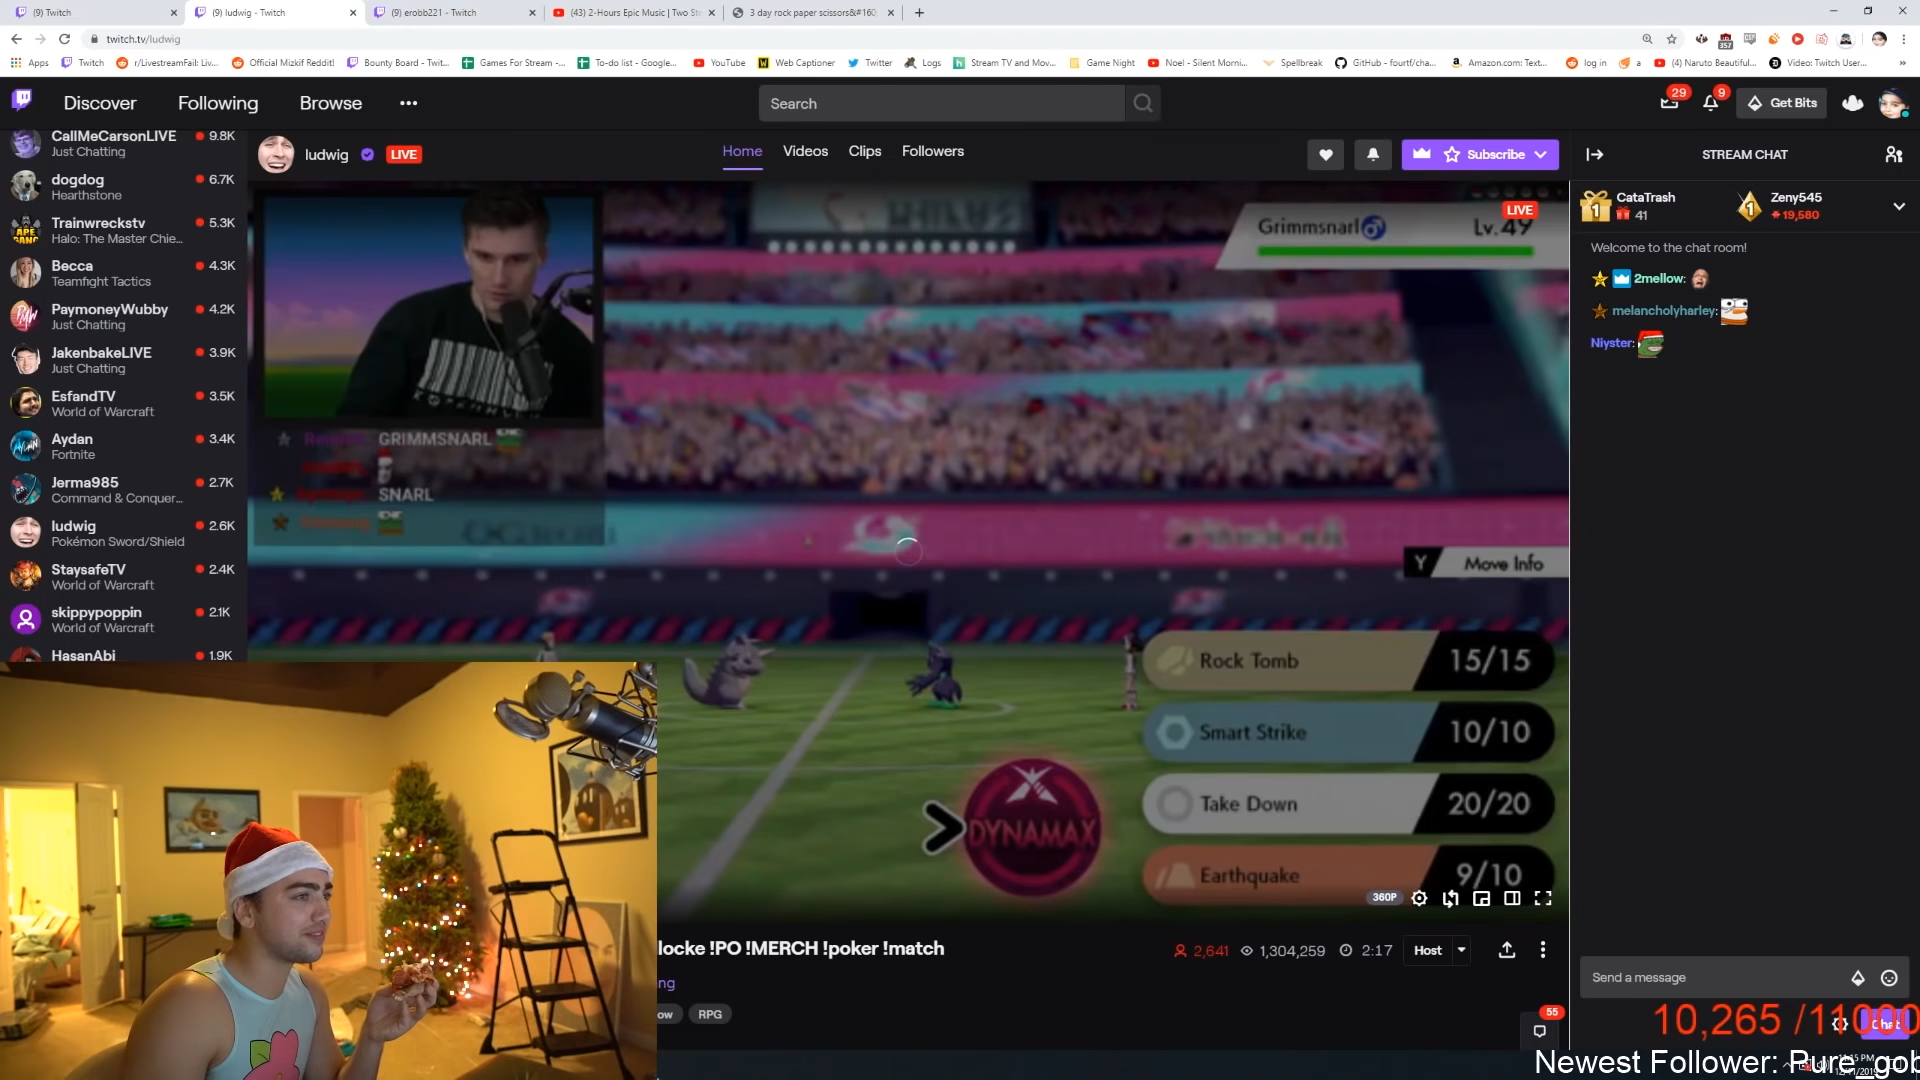 (9) Twitch
(9) ludwig - Twitch
(9) erobb221 - Twitch
(43) 2-Hours Epic Music | Two St
3 day rock paper scissors&#160
twitch.tv/ludwig
357
Apps
Twitch
r/LivestreamFail: Liv...
Official Mizkif Reddit!
Bounty Board - Twit...
Games For Stream -...
To-do list - Google...
YouTube
Web Captioner
Twitter
Logs
Stream TV and Mov...
Game Night
Noel - Silent Morni...
Spellbreak
GitHub - fourtf/cha...
Amazon.com: Text...
log in
a
(4) Naruto Beautiful...
Video: Twitch User...
Discover
Following
Browse
Search
29
9
Get Bits
CallMeCarsonLIVE
9.8K
Just Chatting
dogdog
6.7K
Hearthstone
Trainwreckstv
5.3K
Halo: The Master Chie...
Becca
4.3K
Teamfight Tactics
PaymoneyWubby
4.2K
Just Chatting
JakenbakeLIVE
3.9K
Just Chatting
EsfandTV
3.5K
World of Warcraft
Aydan
3.4K
Fortnite
Jerma985
2.7K
Command & Conquer...
ludwig
2.6K
Pokémon Sword/Shield
StaysafeTV
2.4K
World of Warcraft
skippypoppin
2.1K
World of Warcraft
HasanAbi
1.9K
ludwig
LIVE
Home
Videos
Clips
Followers
Subscribe
LIVE
Grimmsnarl
Lv.49
GRIMMSNARL
SNARL
Y
Move Info
Rock Tomb
15/15
Smart Strike
10/10
Take Down
20/20
Earthquake
9/10
DYNAMAX
360P
locke !PO !MERCH !poker !match
2,641
1,304,259
2:17
Host
ng
ow
RPG
55
STREAM CHAT
1
CataTrash
41
1
Zeny545
19,580
Welcome to the chat room!
2mellow:
melancholyharley:
Niyster:
Send a message
10,265 /11000
Chat
Newest Follower: Pure_gob